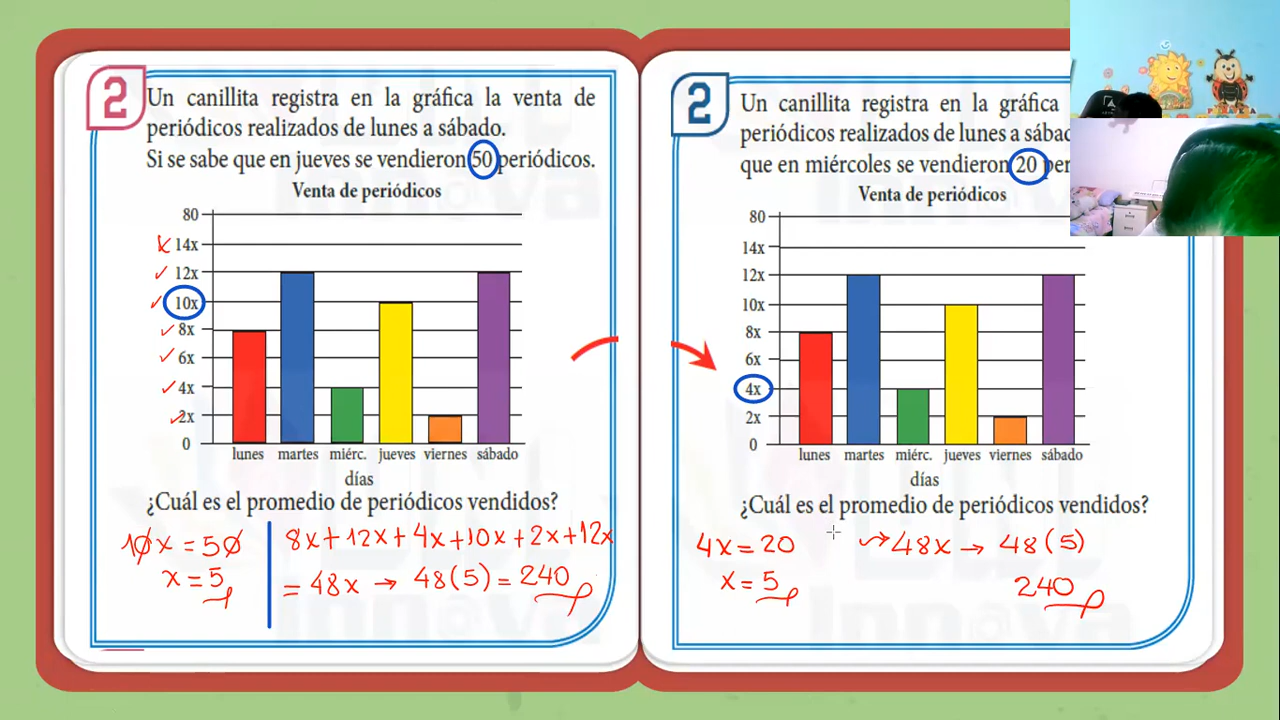 2
Un canillita registra en la gráfica la venta de
periódicos realizados de lunes a sábado.
Si se sabe que en jueves se vendieron 50 periódicos.
Venta de periódicos
80
14x
12x
10x
8x
6x
4x
2x
0
lunes martes miérc. jueves viernes sábado
días
¿Cuál es el promedio de periódicos vendidos?
10x = 50
x = 5
8x + 12x + 4x + 10x + 2x + 12x
= 48x → 48(5) = 240
2
Un canillita registra en la gráfica
periódicos realizados de lunes a
que en miércoles se vendieron 20
Venta de periódicos
80
14x
12x
10x
8x
6x
4x
2x
0
lunes martes miérc. jueves viernes sábado
días
¿Cuál es el promedio de periódicos vendidos?
4x = 20
x = 5
→ 48x → 48(5)
240